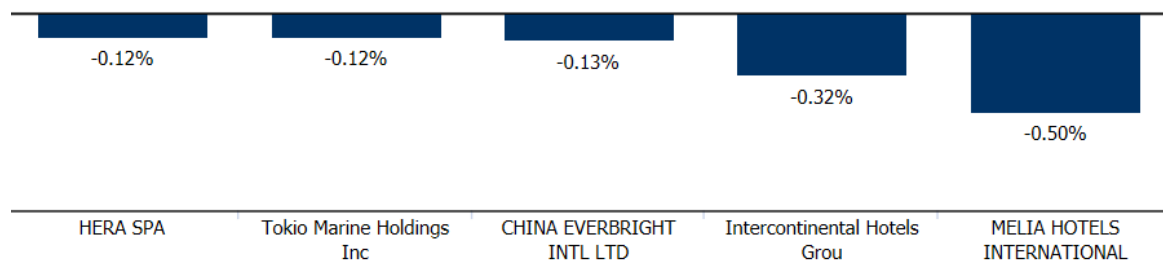 -0.12%
-0.12%
-0.13%
-0.32%
-0.50%
HERA SPA
Tokio Marine Holdings
Inc
CHINA EVERBRIGHT
INTL LTD
Intercontinental Hotels
Grou
MELIA HOTELS
INTERNATIONAL